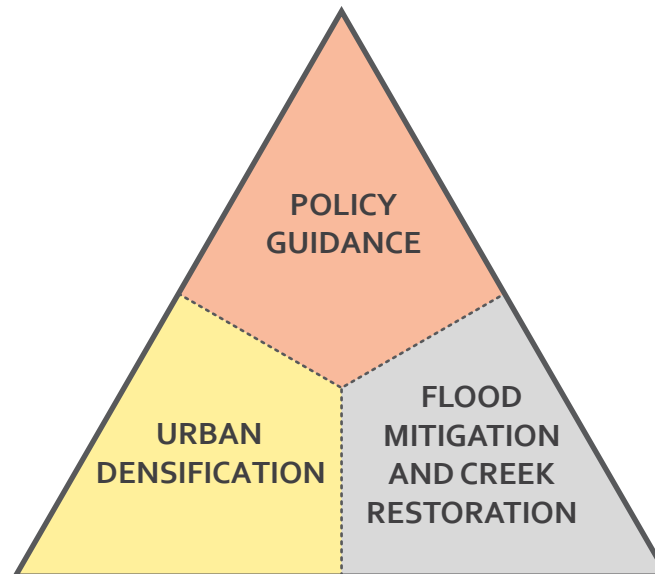 POLICY
GUIDANCE
URBAN
DENSIFICATION
FLOOD
MITIGATION
AND CREEK
RESTORATION